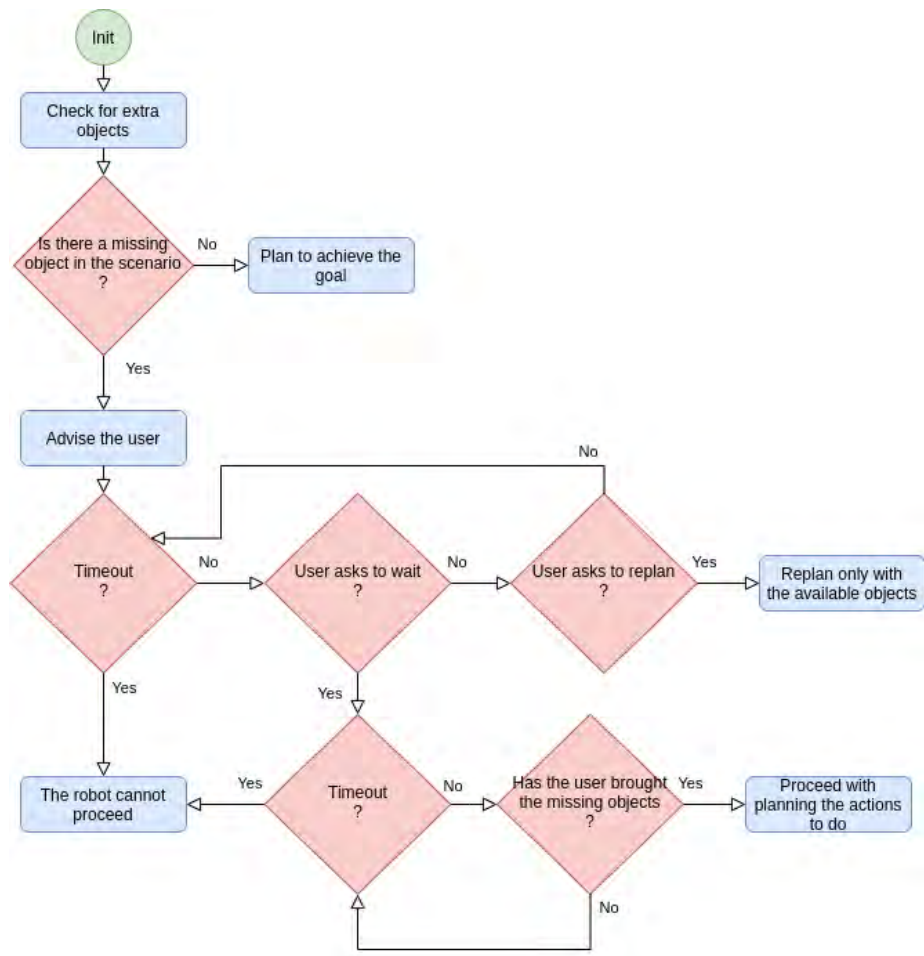 Init
Check for extra
objects
Is there a missing
object in the scenario
?
No
Plan to achieve the
goal
Yes
Advise the user
No
Timeout
?
No
User asks to wait
?
No
User asks to replan
?
Yes
Replan only with
the available objects
Yes
Yes
The robot cannot
proceed
Yes
Timeout
?
No
Has the user brought
the missing objects
?
Yes
Proceed with
planning the actions
to do
No